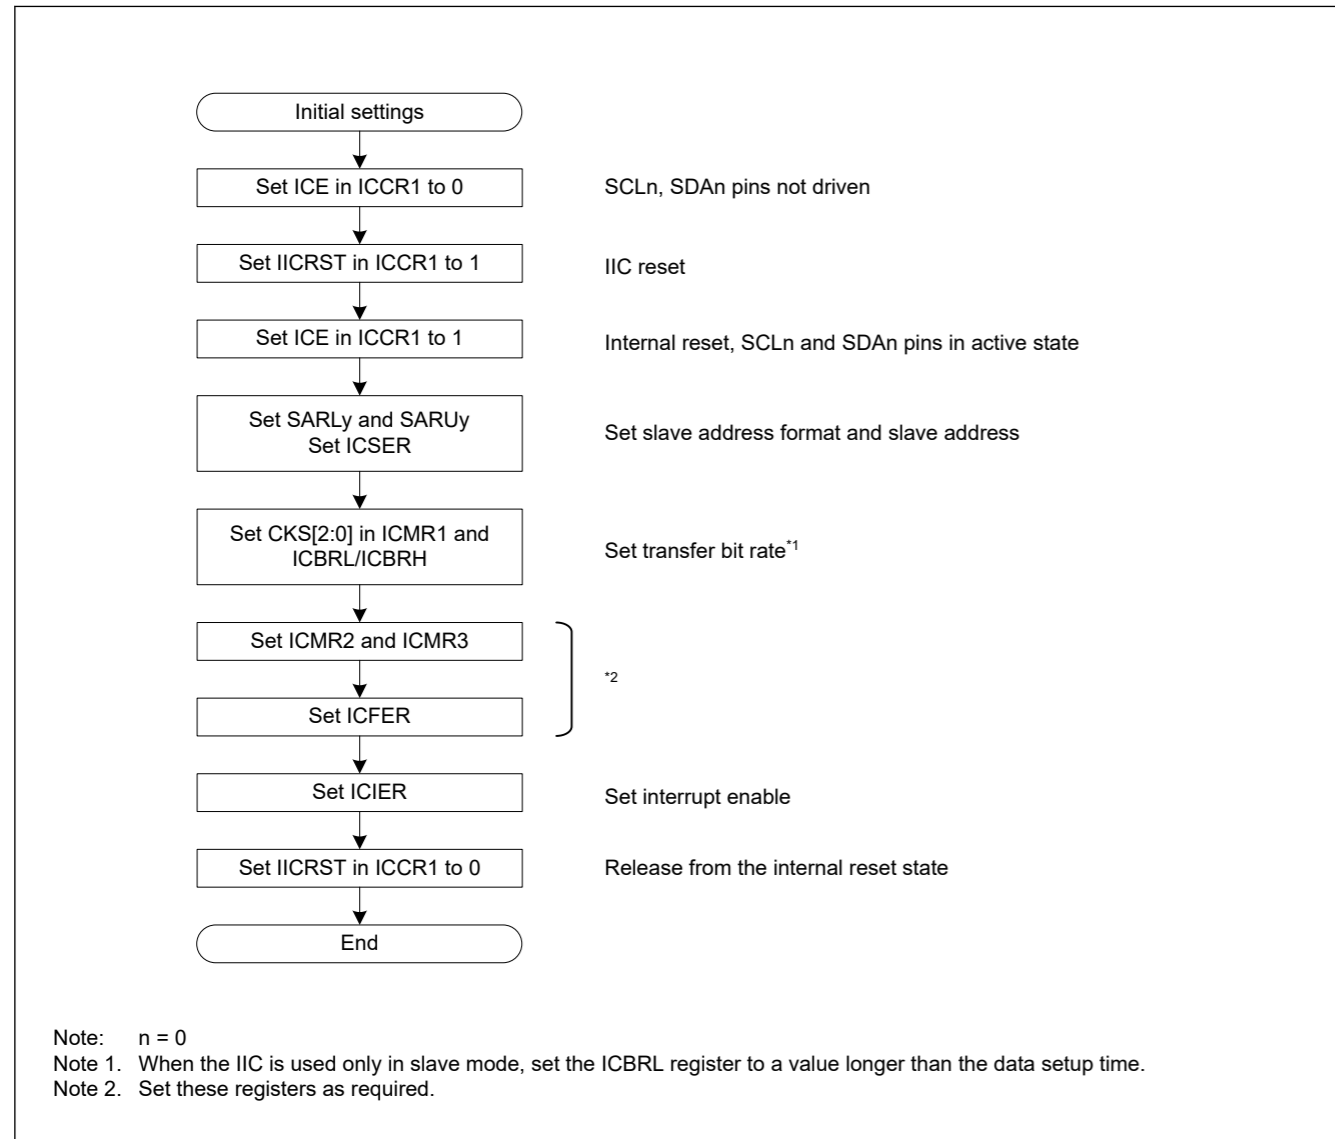 Initial settings
Set ICE in ICCR1 to 0
SCLn, SDAn pins not driven
Set IICRST in ICCR1 to 1
IIC reset
Set ICE in ICCR1 to 1
Internal reset, SCLn and SDAn pins in active state
Set SARLy and SARUy
Set ICSER
Set slave address format and slave address
Set CKS[2:0] in ICMR1 and
ICBRL/ICBRH
Set transfer bit rate*1
Set ICMR2 and ICMR3
*2
Set ICFER
Set ICIER
Set interrupt enable
Set IICRST in ICCR1 to 0
Release from the internal reset state
End
Note: n = 0
Note 1. When the IIC is used only in slave mode, set the ICBRL register to a value longer than the data setup time.
Note 2. Set these registers as required.